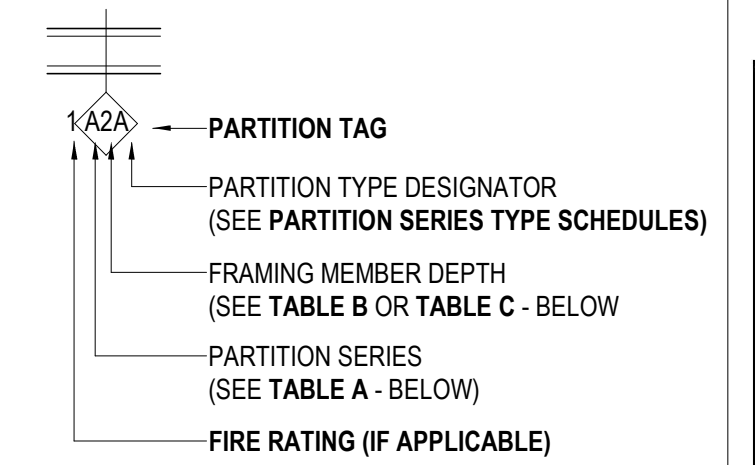 1 A2A
PARTITION TAG
PARTITION TYPE DESIGNATOR
(SEE PARTITION SERIES TYPE SCHEDULES)
FRAMING MEMBER DEPTH
(SEE TABLE B OR TABLE C - BELOW
PARTITION SERIES
(SEE TABLE A - BELOW)
FIRE RATING (IF APPLICABLE)